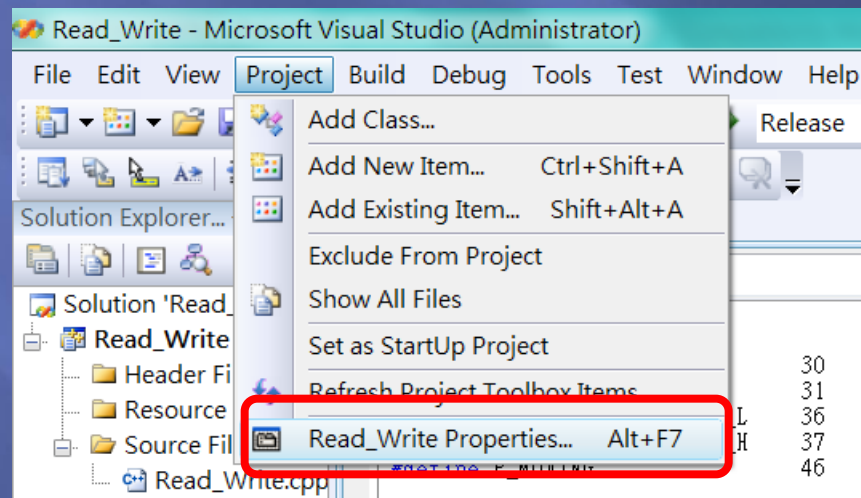 Read_Write - Microsoft Visual Studio (Administrator)
File Edit View Project Build Debug Tools Test Window Help
Release
Add Class...
Add New Item... Ctrl+Shift+A
Add Existing Item... Shift+Alt+A
Exclude From Project
Show All Files
Set as StartUp Project
Refresh Project Toolbox Items
Read_Write Properties... Alt+F7
Solution Explorer...
Solution 'Read_
Read_Write
Header Fi
Resource
Source Fil
Read_Write.cpp
30
31
_L 36
_H 37
#define 46